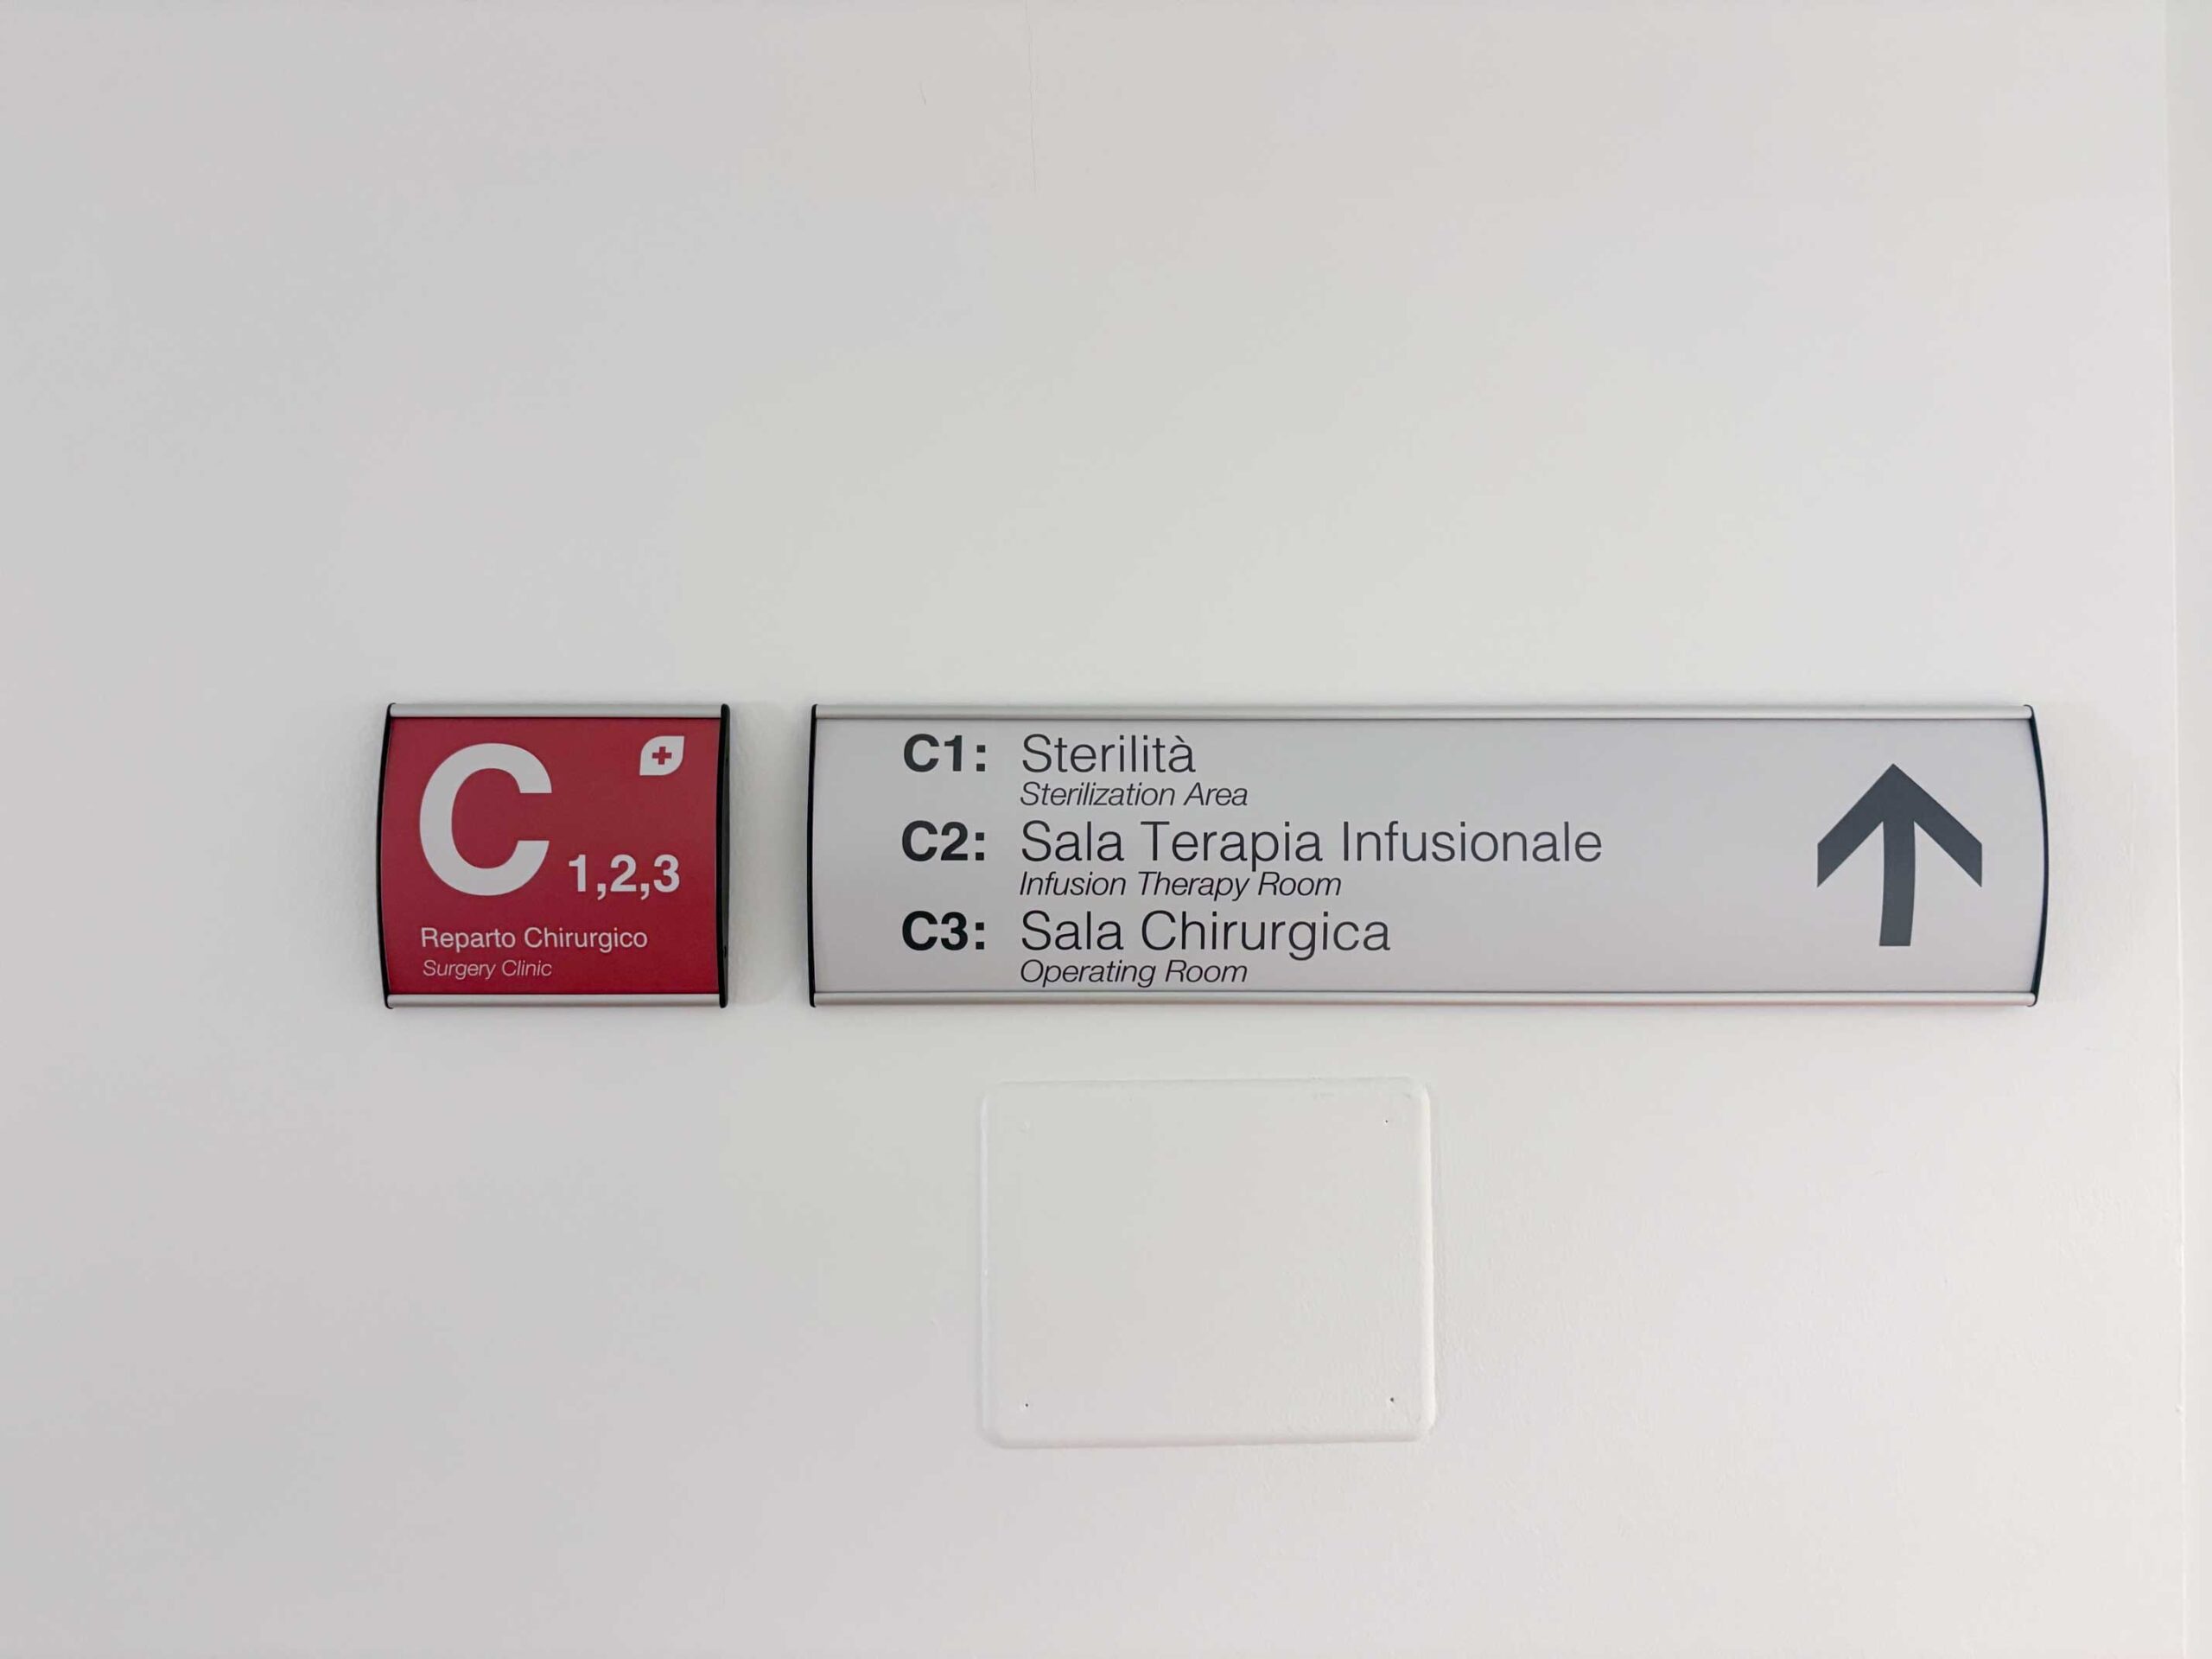 C
1,2,3
Reparto Chirurgico
Surgery Clinic
C1: Sterilità
Sterilization Area
C2: Sala Terapia Infusionale
Infusion Therapy Room
C3: Sala Chirurgica
Operating Room